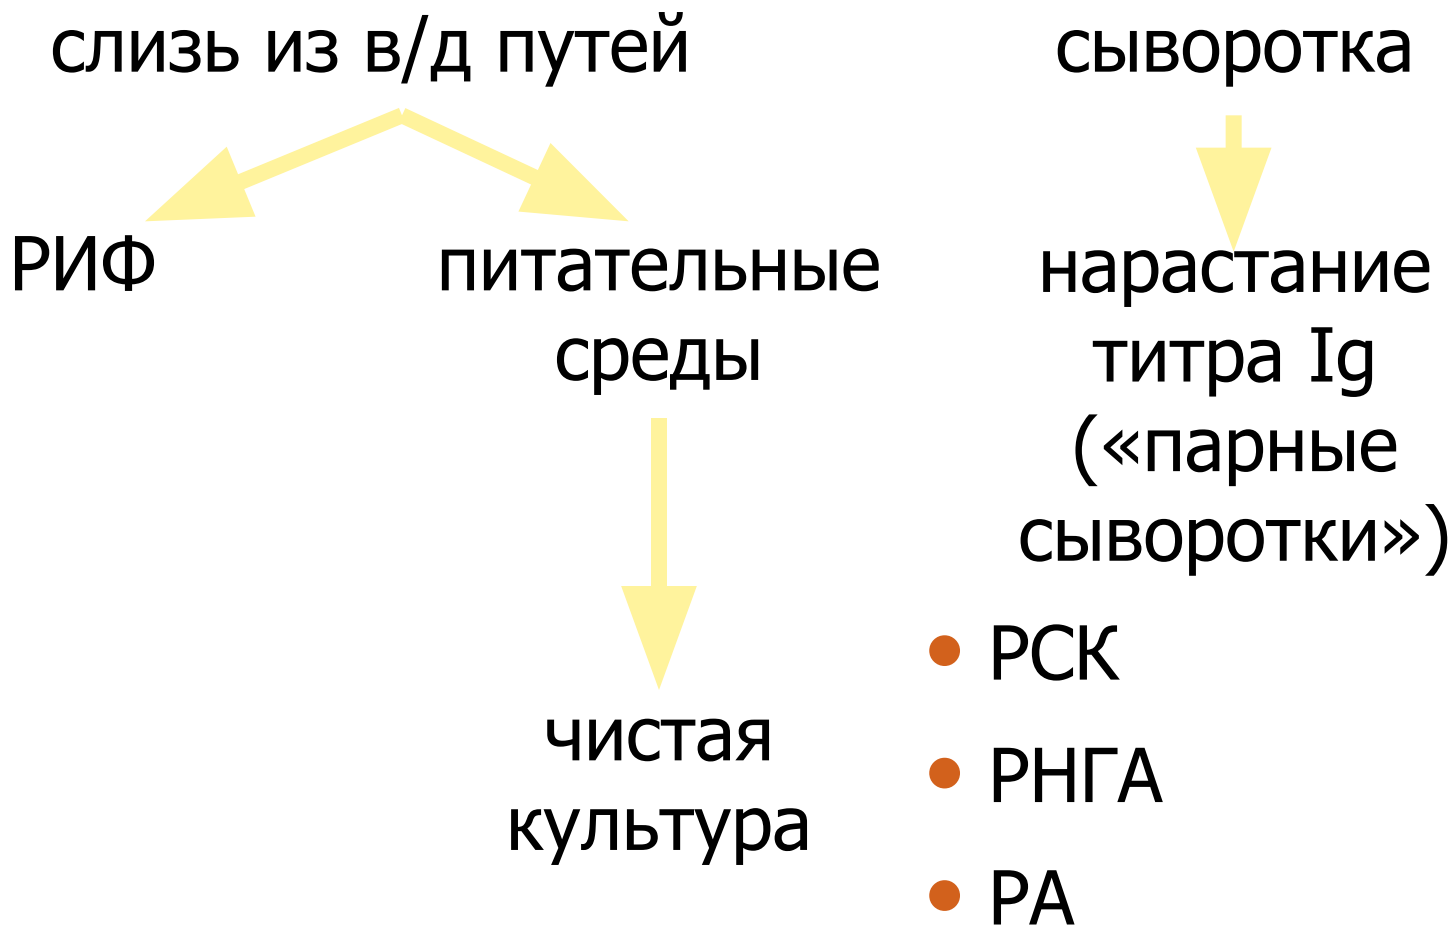 слизь из в/д путей
сыворотка
РИФ
питательные
среды
чистая
культура
нарастание
титра Ig
(«парные
сыворотки»)
• РСК
• РНГА
• РА